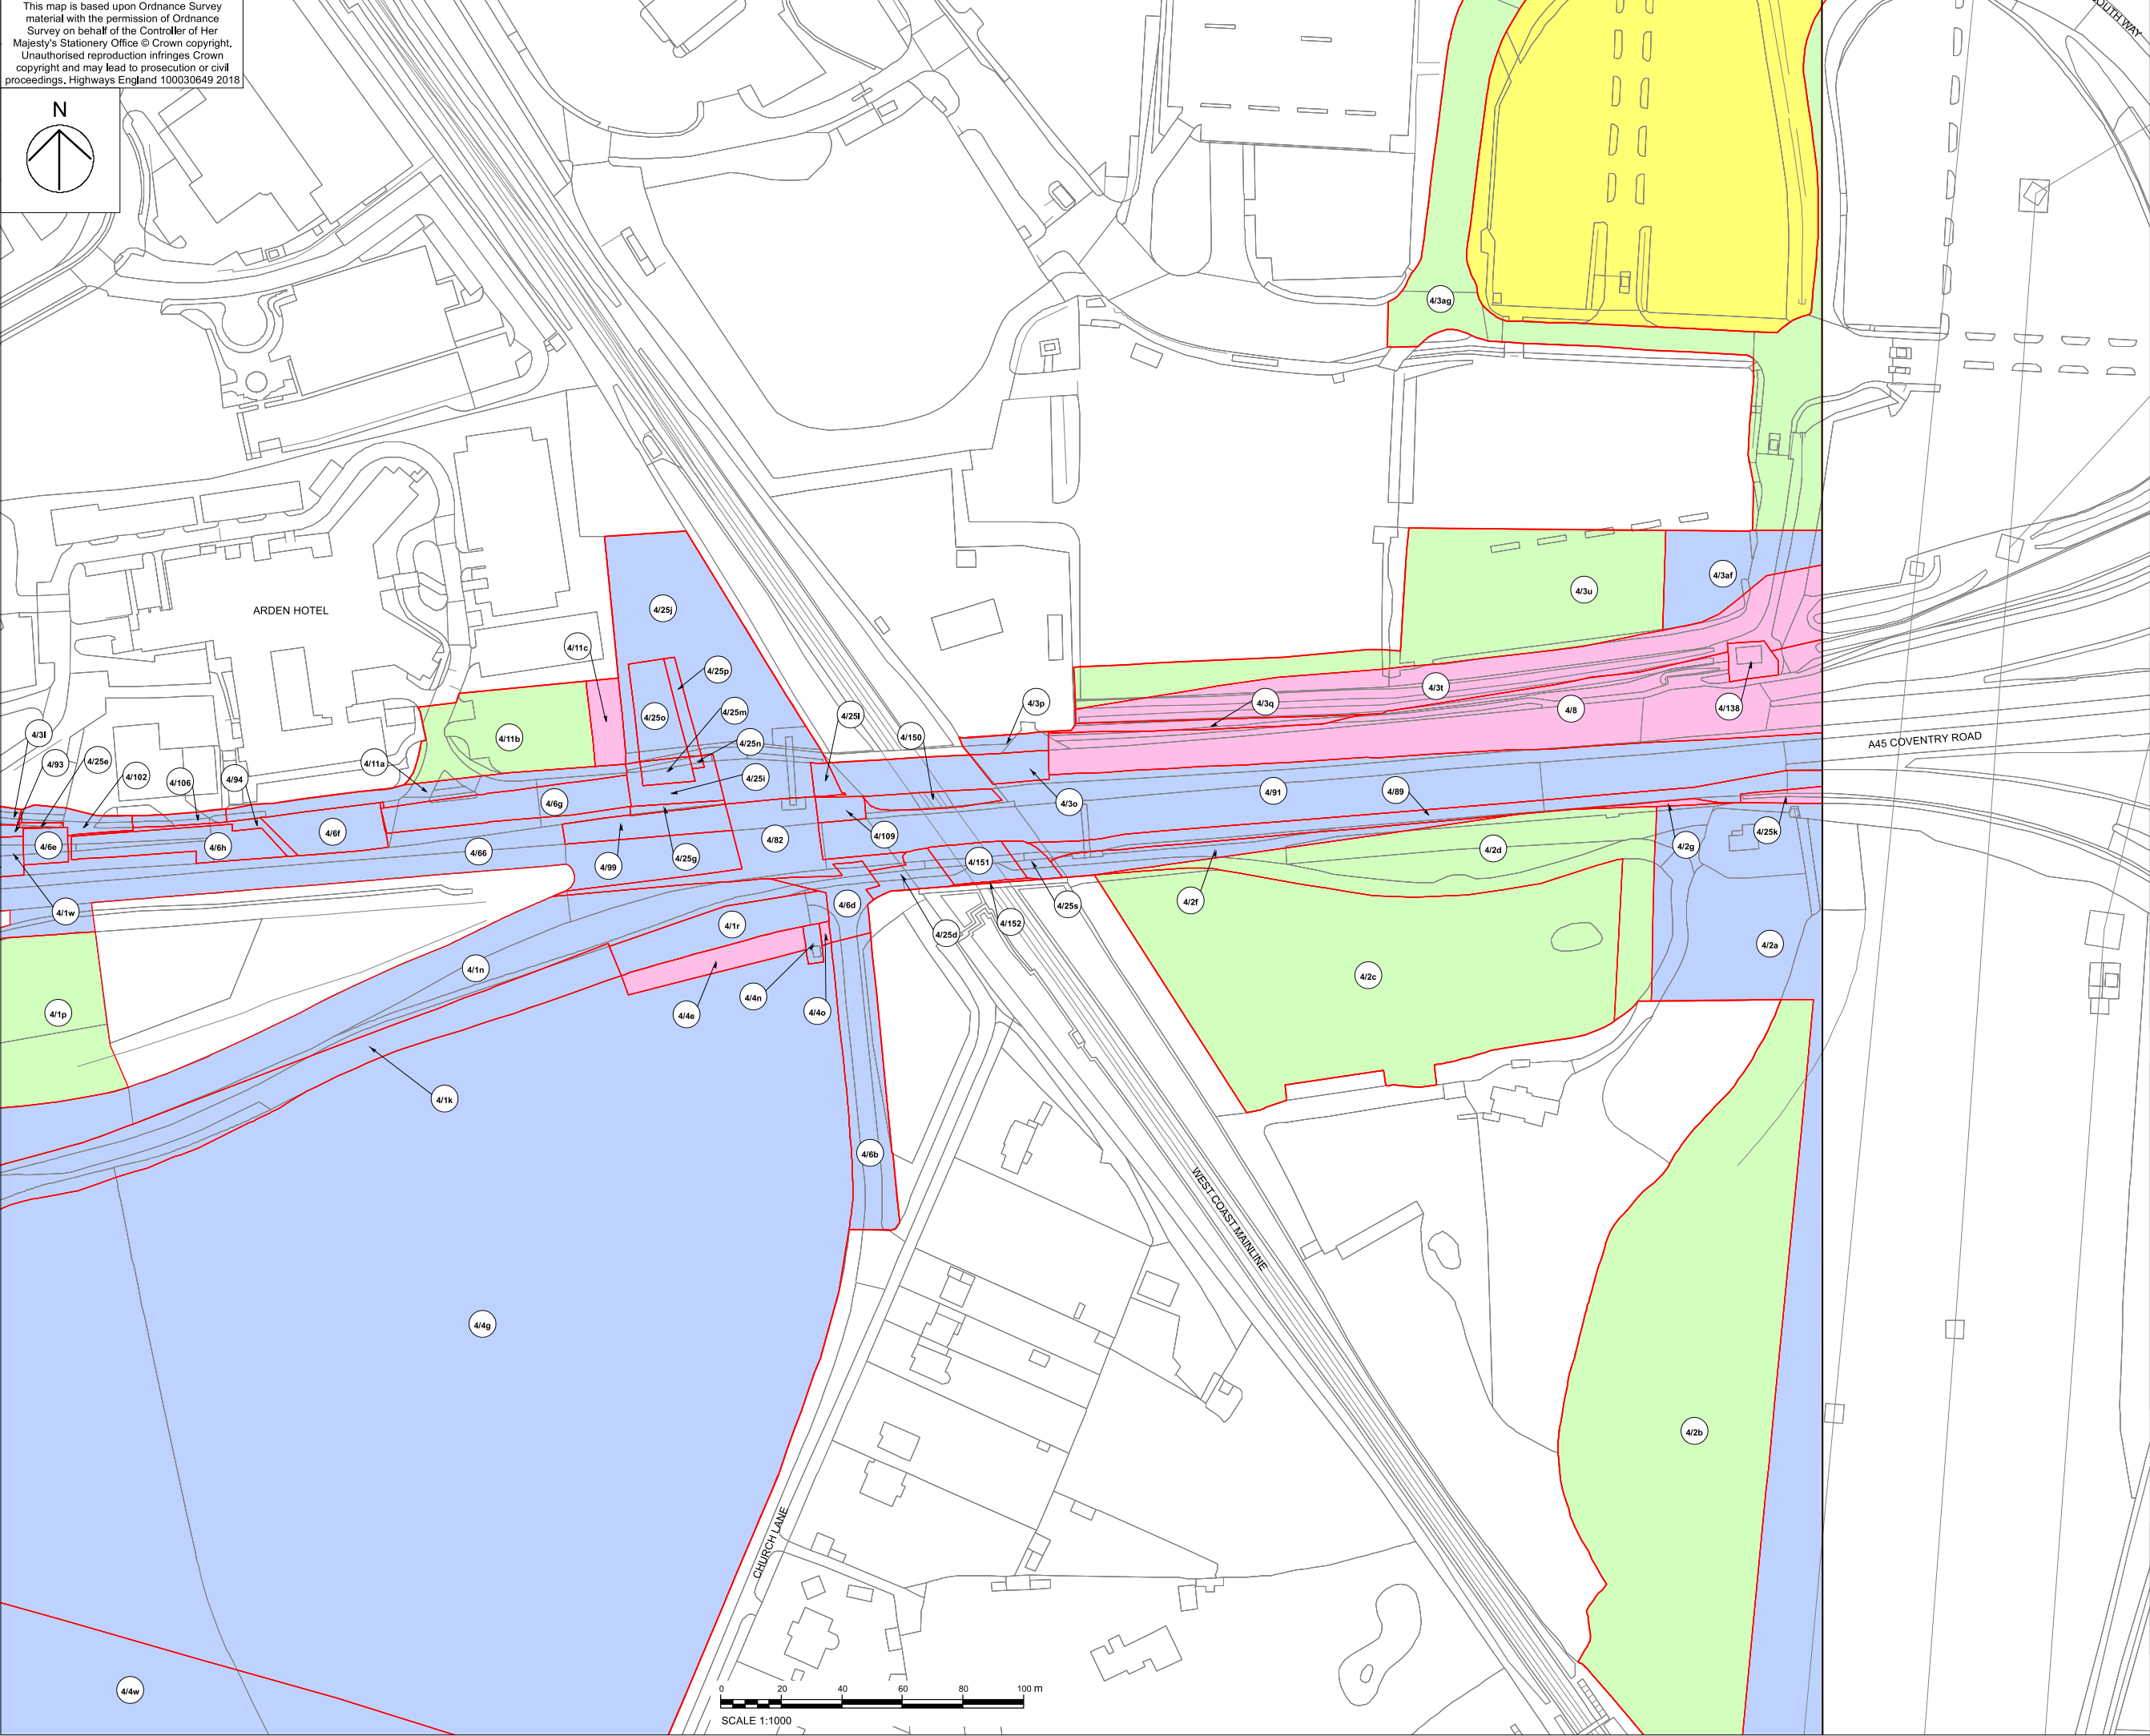 This map is based upon Ordnance Survey
material with the permission of Ordnance
Survey on behalf of the Controller of Her
Majesty's Stationery Office © Crown copyright.
Unauthorised reproduction infringes Crown
copyright and may lead to prosecution or civil
proceedings. Highways England 100030649 2018
N
SOUTH WAY
4/3ag
4/3af
4/3u
ARDEN HOTEL
4/25j
4/11c
4/25p
4/3t
4/3p
4/3q
4/138
4/8
4/25o
4/25m
4/25l
4/3l
4/11b
4/150
4/25n
A45 COVENTRY ROAD
4/93
4/25e
4/11a
4/102
4/106
4/94
4/25i
4/91
4/89
4/3o
4/6g
4/6f
4/25k
4/109
4/82
4/6e
4/6h
4/2g
4/2d
4/66
4/25g
4/151
4/99
4/2f
4/6d
4/25s
4/1w
4/152
4/1r
4/25d
4/2a
4/1n
4/2c
4/4n
4/4o
4/4e
4/1p
4/1k
4/6b
WEST COAST MAINLINE
4/4g
4/2b
CHURCH LANE
4/4w
0 20 40 60 80 100 m
SCALE 1:1000